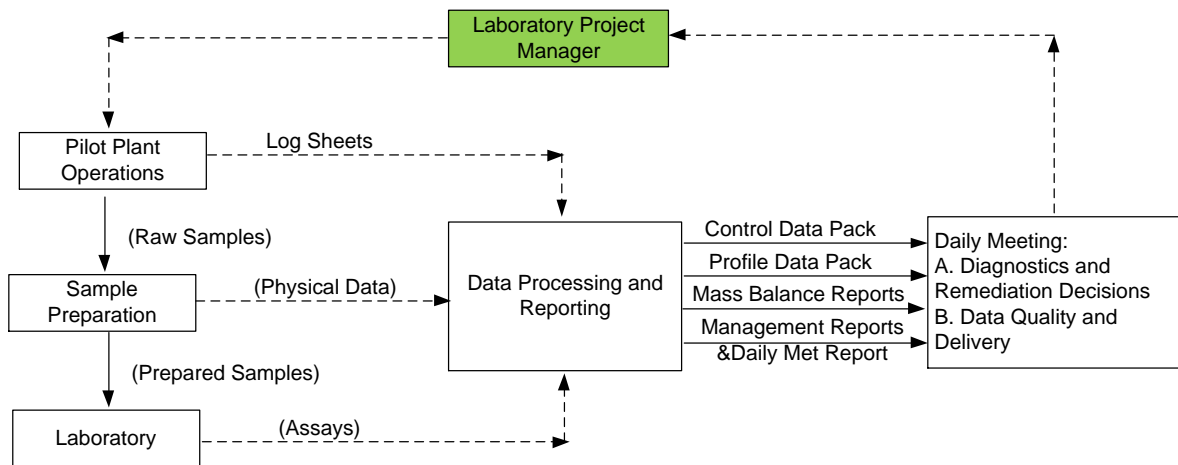 Laboratory Project
Manager
Pilot Plant
Operations
Log Sheets
(Raw Samples)
Sample
Preparation
(Physical Data)
(Prepared Samples)
Laboratory
(Assays)
Data Processing and
Reporting
Control Data Pack
Profile Data Pack
Mass Balance Reports
Management Reports
&Daily Met Report
Daily Meeting:
A. Diagnostics and
Remediation Decisions
B. Data Quality and
Delivery